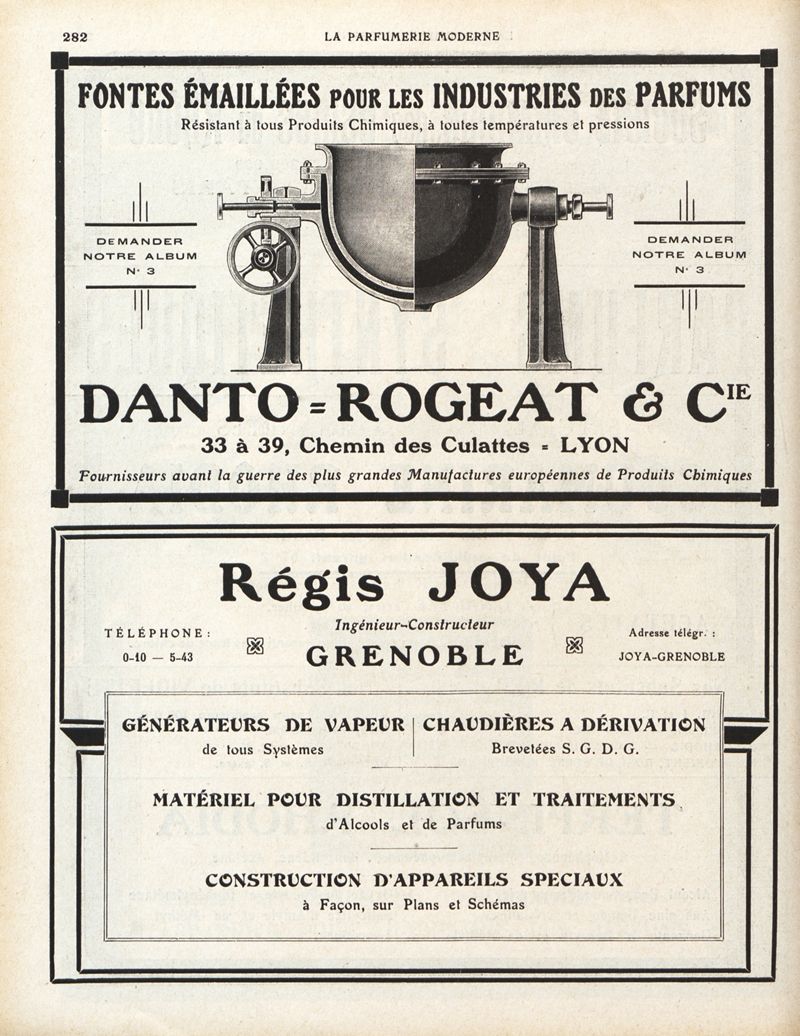 282
LA PARFUMERIE MODERNE
FONTES ÉMAILLÉES POUR LES INDUSTRIES DES PARFUMS
Résistant à tous Produits Chimiques, à toutes températures et pressions
DEMANDER
NOTRE ALBUM
N· 3
DEMANDER
NOTRE ALBUM
N· 3
DANTO=ROGEAT & CIE
33 à 39, Chemin des Culattes = LYON
Fournisseurs avant la guerre des plus grandes Manufactures européennes de Produits Chimiques
Régis JOYA
Ingénieur-Constructeur
GRENOBLE
TÉLÉPHONE:
0-10 — 5-43
Adresse télégr. :
JOYA-GRENOBLE
GÉNÉRATEURS DE VAPEUR
de tous Systèmes
CHAUDIÈRES A DÉRIVATION
Brevetées S. G. D. G.
MATÉRIEL POUR DISTILLATION ET TRAITEMENTS
d'Alcools et de Parfums
CONSTRUCTION D'APPAREILS SPECIAUX
à Façon, sur Plans et Schémas